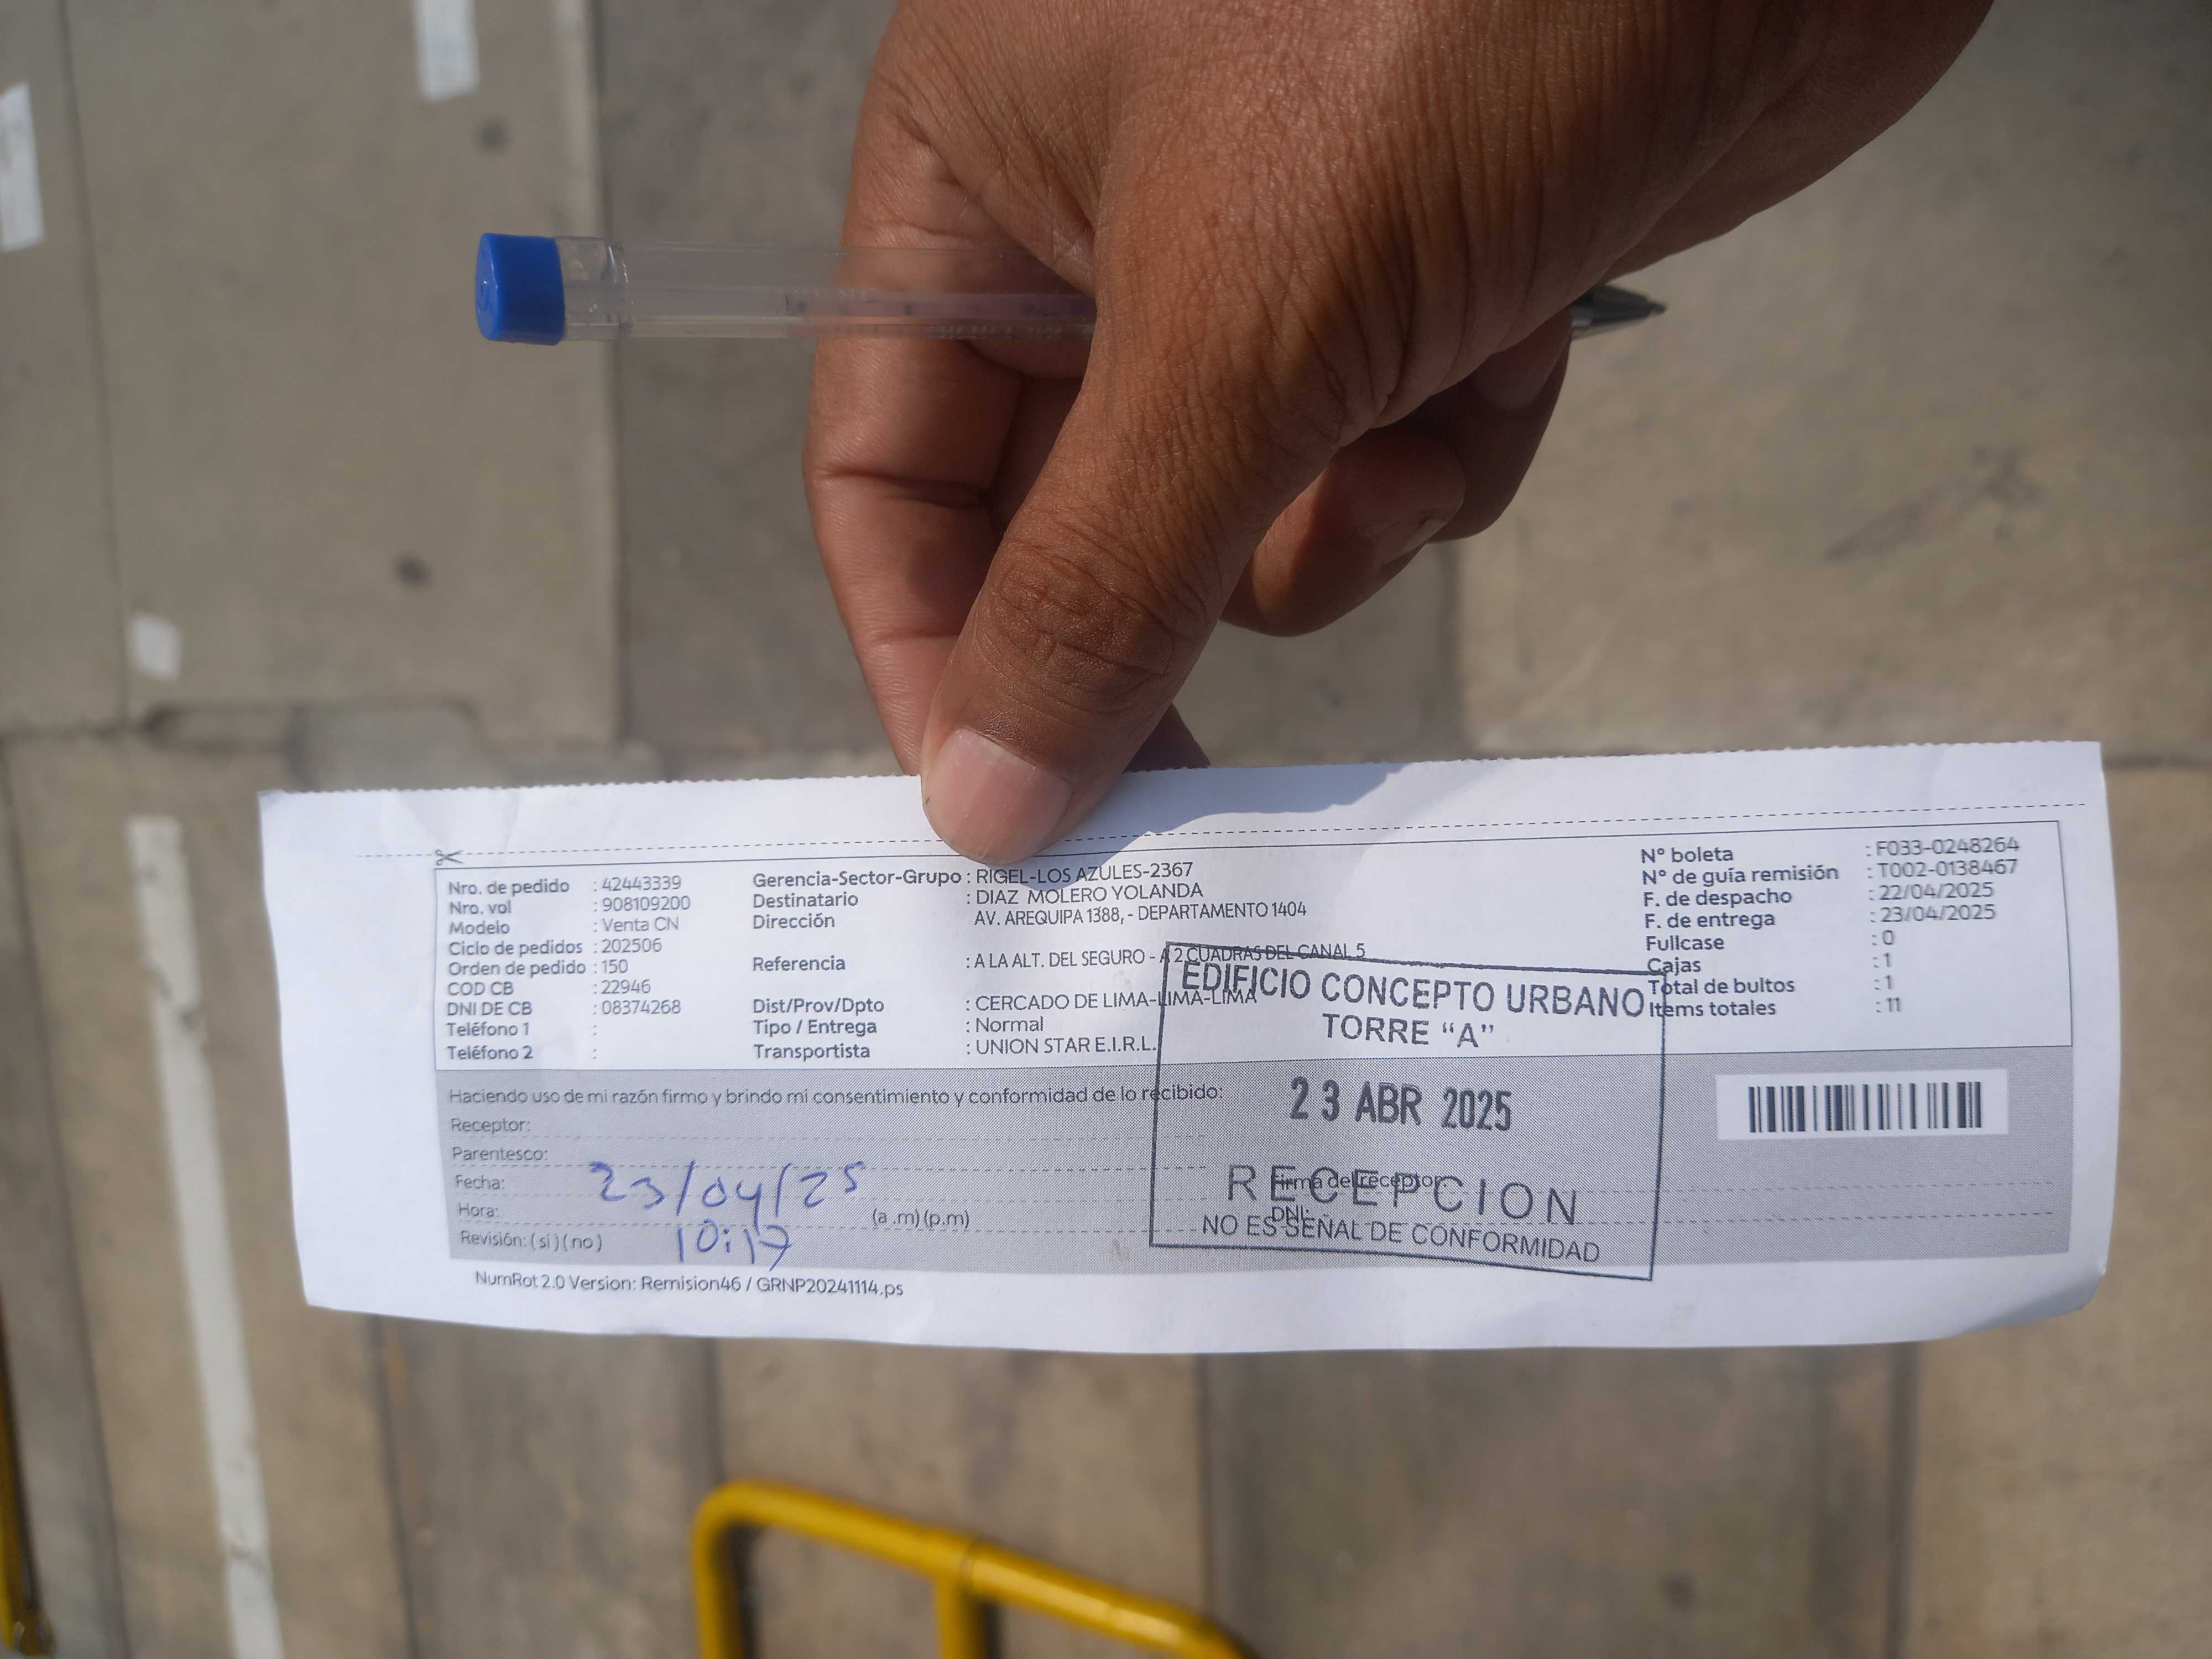 Nro. de pedido : 42443339
Nro. vol : 908109200
Modelo : Venta CN
Ciclo de pedidos : 202506
Orden de pedido : 150
COD CB : 22946
DNI DE CB : 08374268
Teléfono 1 :
Teléfono 2 :
Gerencia-Sector-Grupo : RIGEL-LOS AZULES-2367
Destinatario : DIAZ MOLERO YOLANDA
Dirección AV. AREQUIPA 1388, - DEPARTAMENTO 1404
Referencia : A LA ALT. DEL SEGURO - A 2 CUADRAS DEL CANAL 5
Dist/Prov/Dpto : CERCADO DE LIMA-LIMA-LIMA
Tipo / Entrega : Normal
Transportista : UNION STAR E.I.R.L.
N° boleta : F033-0248264
N° de guía remisión : T002-0138467
F. de despacho : 22/04/2025
F. de entrega : 23/04/2025
Fullcase : 0
Cajas : 1
Total de bultos : 1
Items totales : 11
EDIFICIO CONCEPTO URBANO
TORRE "A"
23 ABR 2025
RECEPCION
NO ES SEÑAL DE CONFORMIDAD
Haciendo uso de mi razón firmo y brindo mi consentimiento y conformidad de lo recibido:
Receptor:
Parentesco:
Fecha: 23/04/25
Hora: 10:17 (a .m) (p.m)
Revisión: ( si ) ( no )
Firma del receptor
DNI:
NumRot 2.0 Version: Remision46 / GRNP20241114.ps